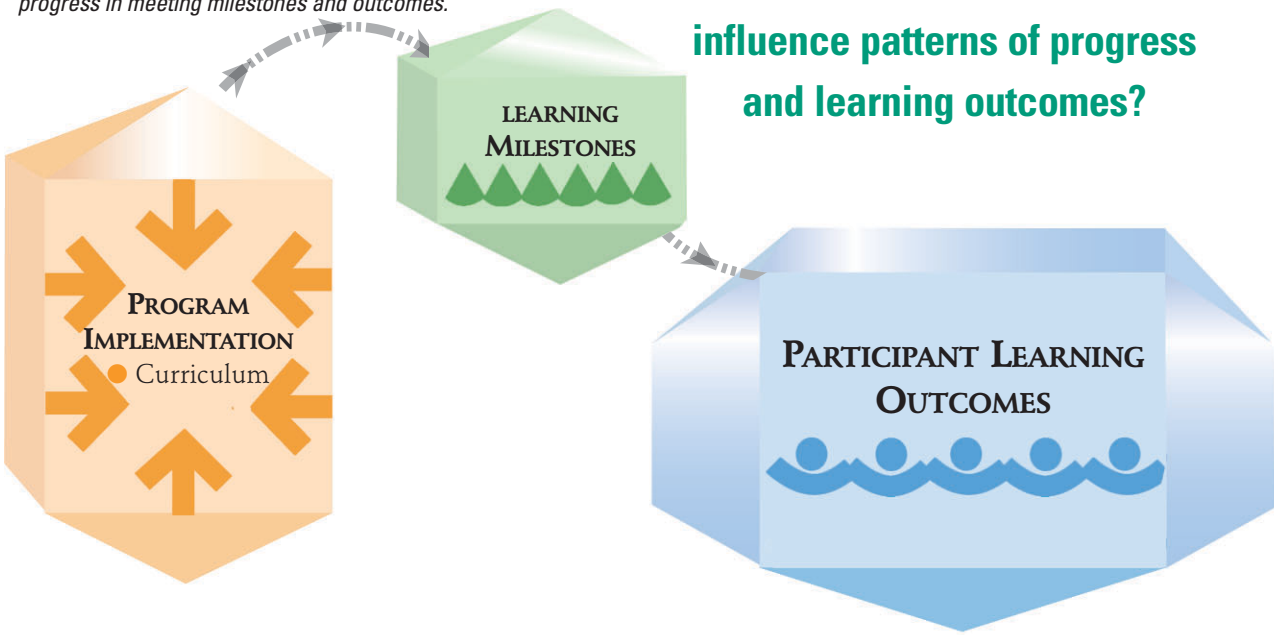 progress in meeting milestones and outcomes.
influence patterns of progress
and learning outcomes?
LEARNING
MILESTONES
PROGRAM
IMPLEMENTATION
Curriculum
PARTICIPANT LEARNING
OUTCOMES